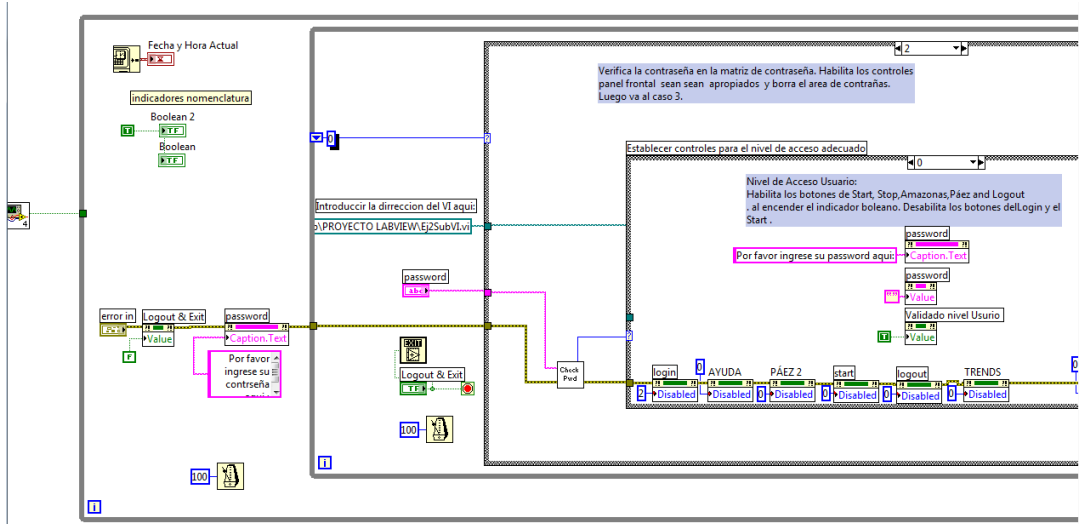 Fecha y Hora Actual
indicadores nomenclatura
Boolean 2
T
TF
Boolean
TF
4
error in
Logout & Exit
Value
F
password
Caption.Text
Por favor
ingrese su
contrseña
100
i
0
Introduccir la dirreccion del VI aqui:
\PROYECTO LABVIEW\Ej2SubVI.vi
password
Abc
EXIT
Logout & Exit
TF
100
i
2
Verifica la contraseña en la matriz de contraseña. Habilita los controles
panel frontal sean sean apropiados y borra el area de contrañas.
Luego va al caso 3.
Check
Pwd
Establecer controles para el nivel de acceso adecuado
0
Nivel de Acceso Usuario:
Habilita los botones de Start, Stop,Amazonas,Páez and Logout
. al encender el indicador boleano. Desabilita los botones delLogin y el
Start .
password
Por favor ingrese su password aqui:
Caption.Text
password
Value
Validado nivel Usurio
T
Value
login
2
Disabled
AYUDA
0
Disabled
PÁEZ 2
0
Disabled
start
0
Disabled
logout
0
Disabled
TRENDS
0
Disabled